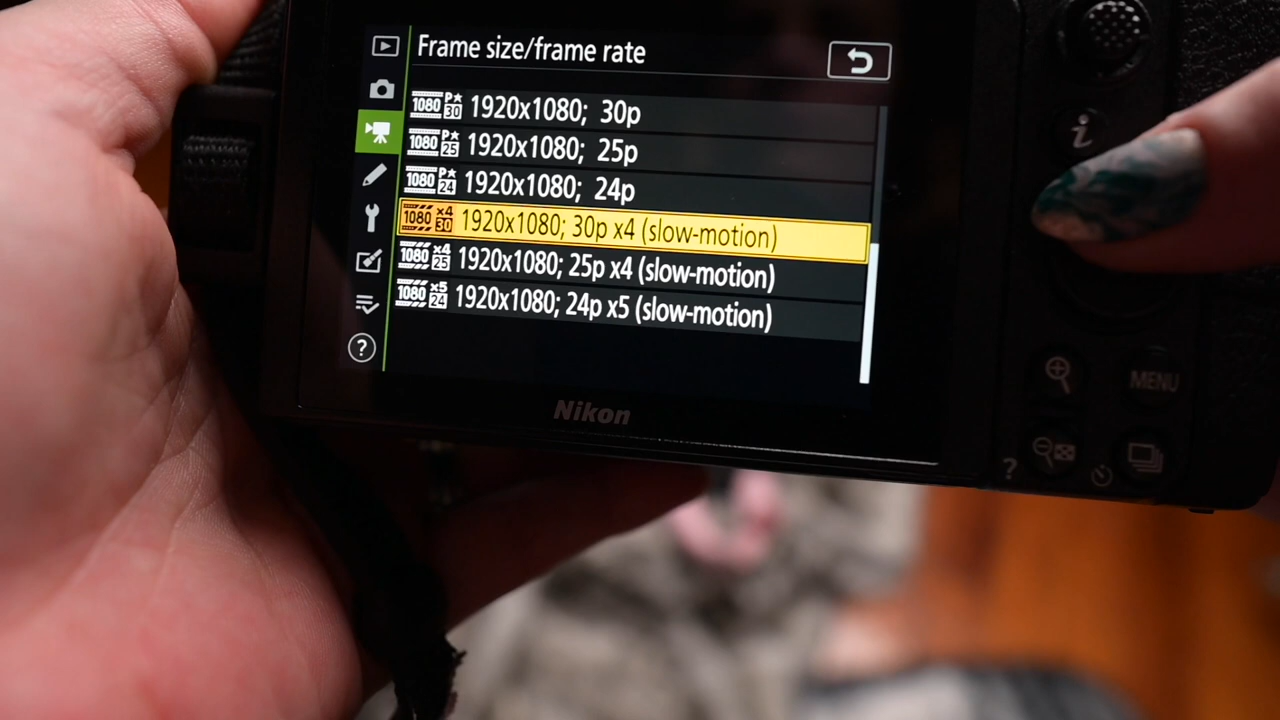 Frame size/frame rate
1080 P★ 30 1920x1080; 30p
1080 P★ 25 1920x1080; 25p
1080 P★ 24 1920x1080; 24p
1080 x4 30 1920x1080; 30p x4 (slow-motion)
1080 x4 25 1920x1080; 25p x4 (slow-motion)
1080 x5 24 1920x1080; 24p x5 (slow-motion)
?
Nikon
i
MENU
?